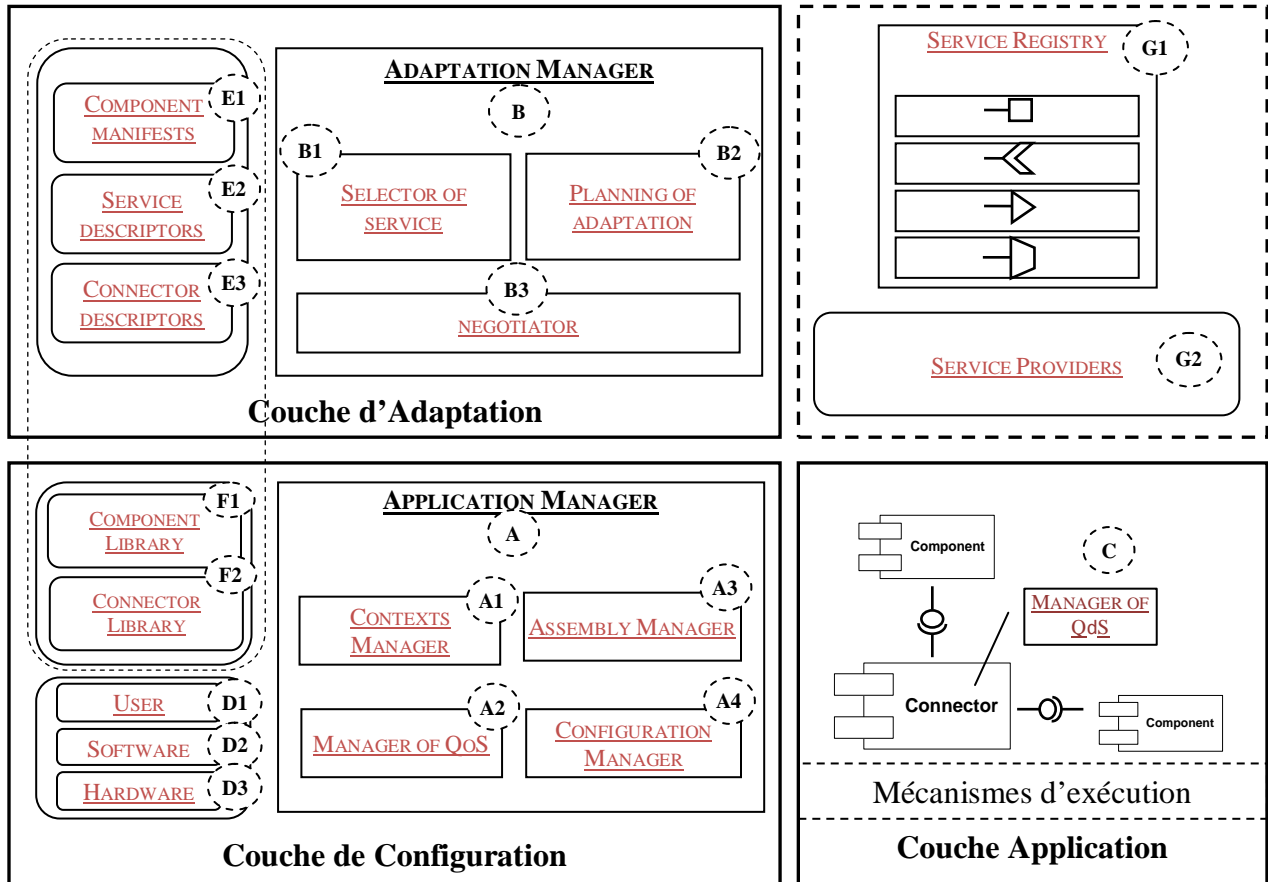 COMPONENT
MANIFESTS
E1
SERVICE
DESCRIPTORS
E2
CONNECTOR
DESCRIPTORS
E3
ADAPTATION MANAGER
B
B1
SELECTOR OF
SERVICE
B2
PLANNING OF
ADAPTATION
B3
NEGOTIATOR
Couche d’Adaptation
SERVICE REGISTRY
G1
SERVICE PROVIDERS
G2
COMPONENT
LIBRARY
F1
CONNECTOR
LIBRARY
F2
USER
D1
SOFTWARE
D2
HARDWARE
D3
APPLICATION MANAGER
A
CONTEXTS
MANAGER
A1
ASSEMBLY MANAGER
A3
MANAGER OF QOS
A2
CONFIGURATION
MANAGER
A4
Couche de Configuration
Component
C
MANAGER OF
QdS
Connector
Component
Mécanismes d’exécution
Couche Application